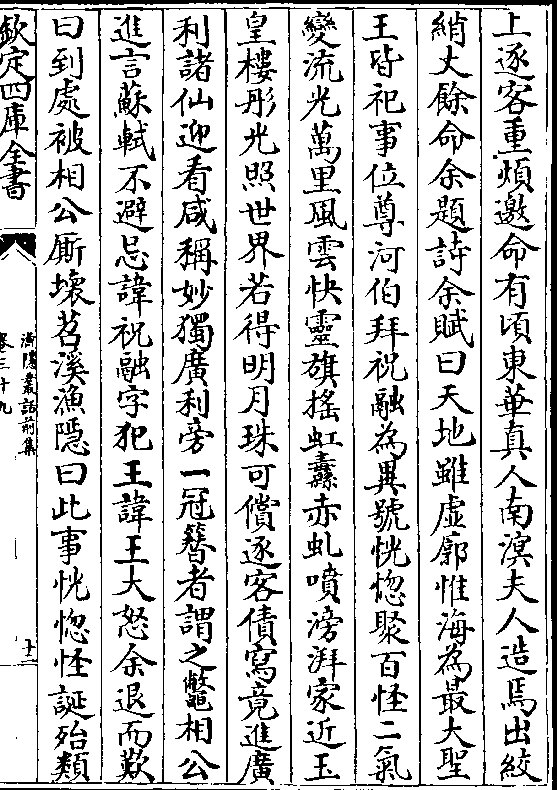 上逐客重煩邀命有頃東華真人南溟夫人造焉出絞
綃丈餘命余題詩余賦曰天地雖虛廓惟海為最大聖
王皆祀事位尊河伯拜祝融為異號恍惚聚百怪二氣
變流光萬里風雲快靈旗搖虹纛赤虬噴滂湃家近玉
皇樓彤光照世界若得明月珠可償逐客債寫竟進廣
利諸仙迎看咸稱妙獨廣利旁一冠簪者謂之鼈相公
進言蘇軾不避忌諱祝融字犯王諱王大怒余退而歎
曰到處被相公厮壞苕溪漁隱曰此事恍惚怪誕殆類
欽定四庫全書
漁隱叢話前集
卷三十九
十二